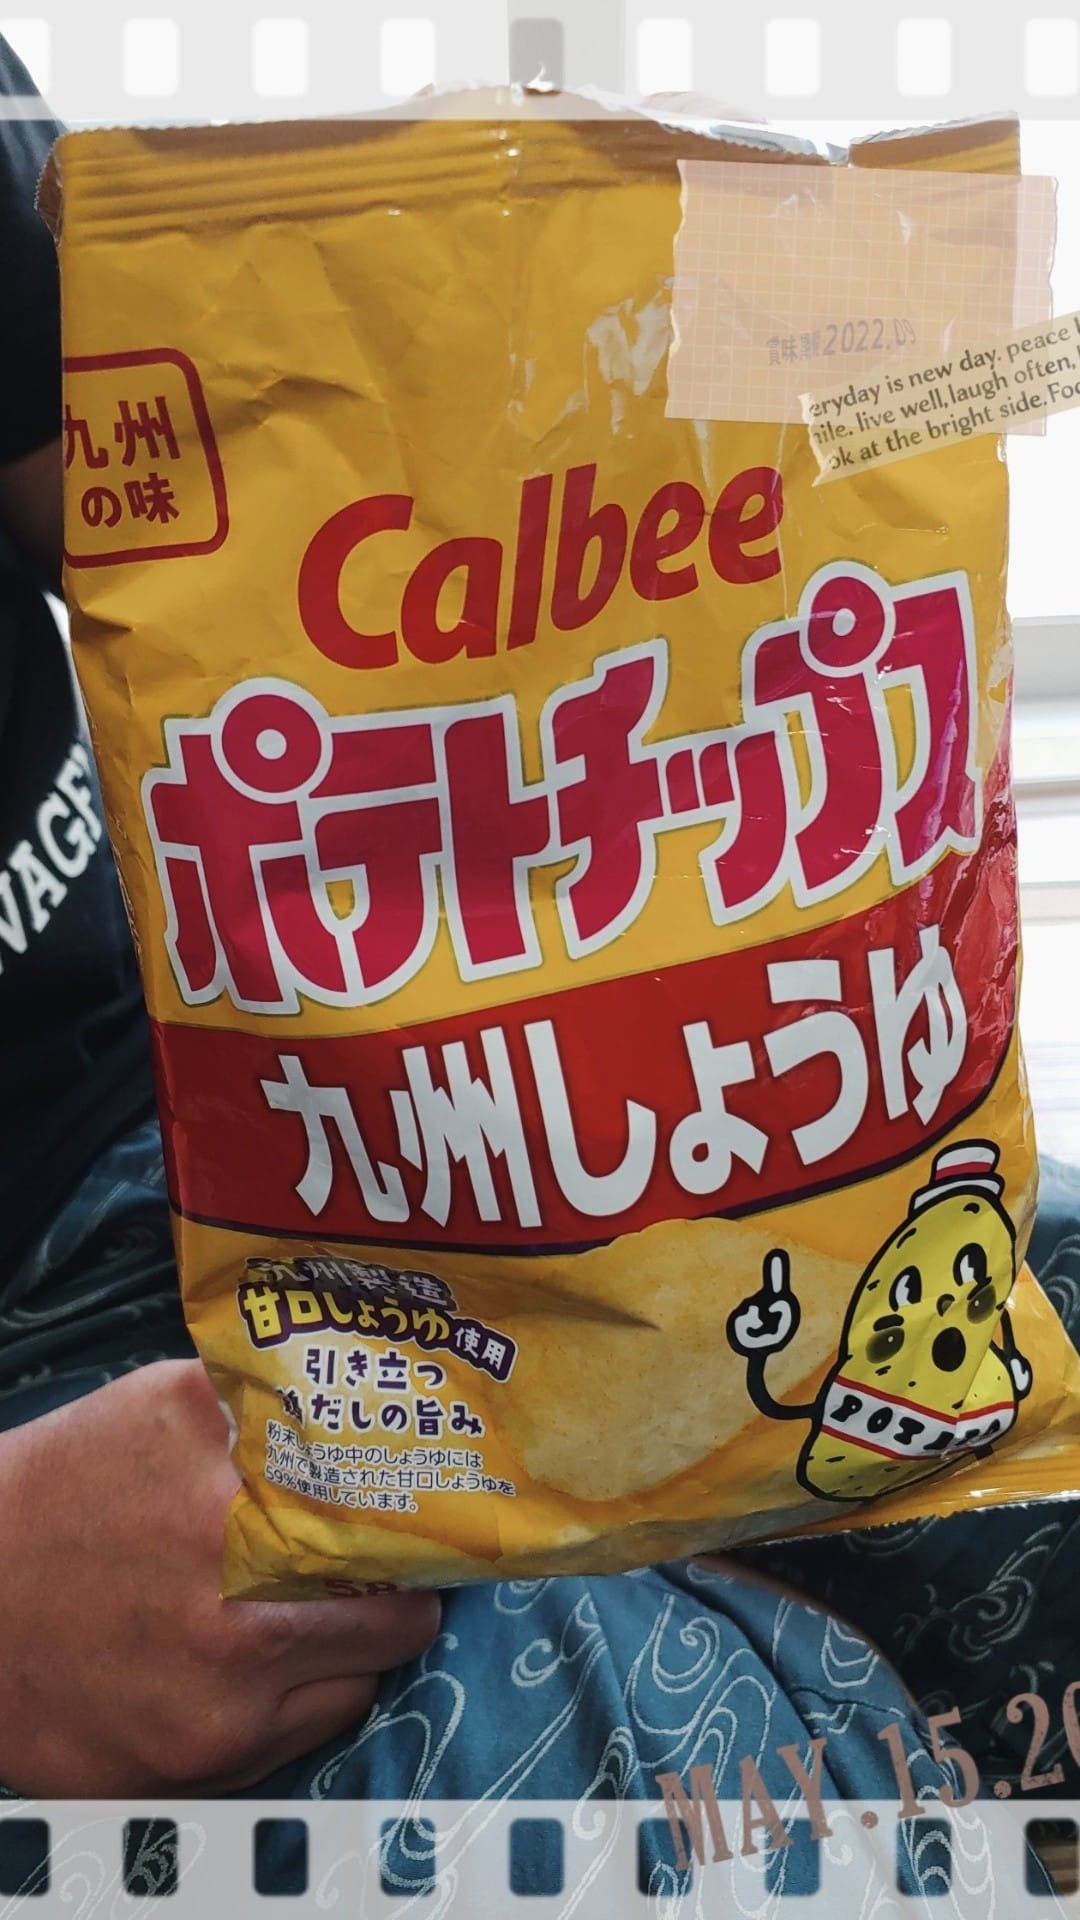 賞味期限2022.09
is new day. peace
live well, laugh often,
at the bright side.
九州
の味
Calbee
ポテトチップス
九州しょうゆ
九州製造
甘口しょうゆ使用
引き立つ
鶏だしの旨み
粉末しょうゆ中のしょうゆには
九州で製造された甘口しょうゆを
59%使用しています。
POTATO
MAY.15.